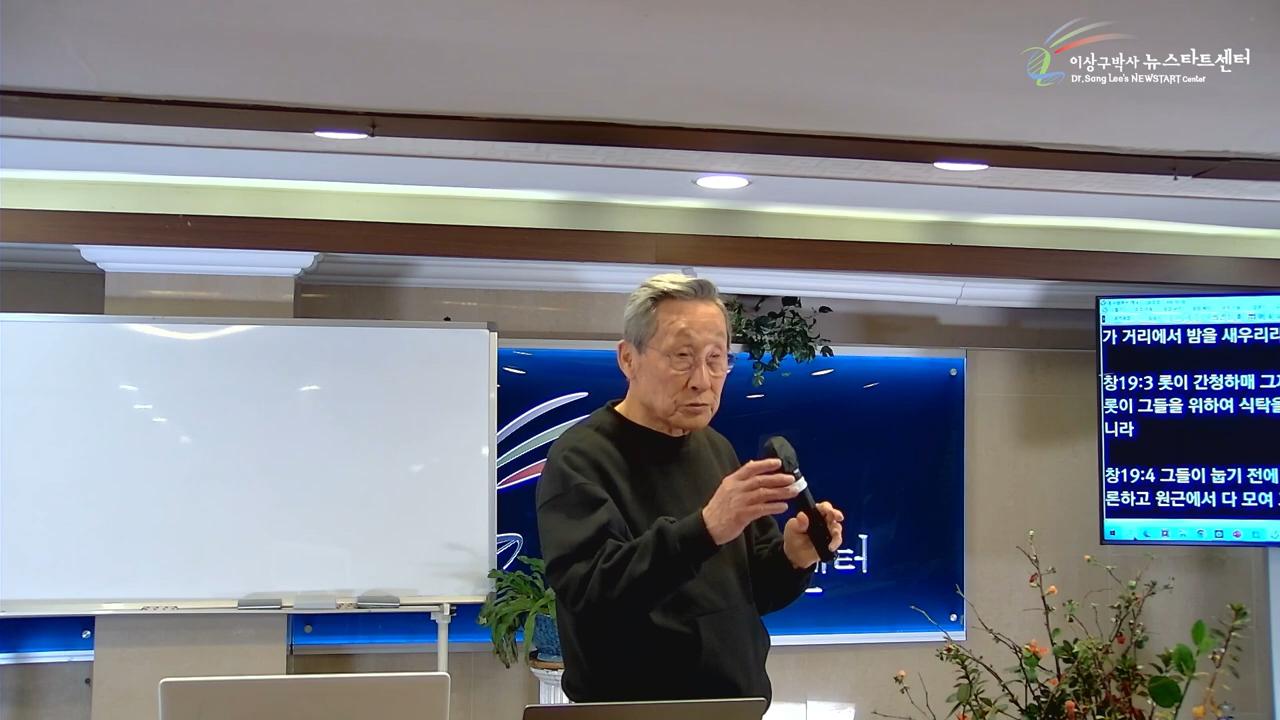 이상구박사 뉴스타트센터
Dr. Sang Lee's NEWSTART Center
가 거리에서 밤을 새우리라
창19:3 롯이 간청하매 그
롯이 그들을 위하여 식탁을
니라
창19:4 그들이 눕기 전에
론하고 원근에서 다 모여
터